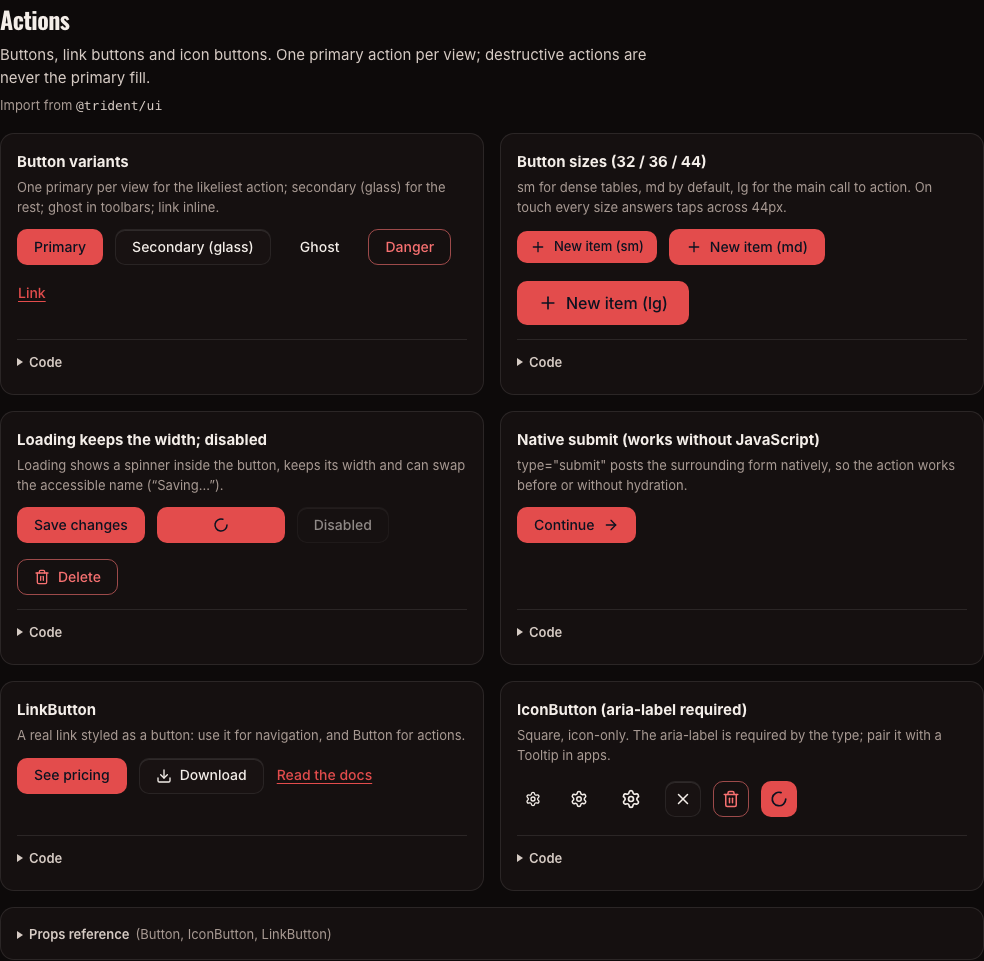 Actions
Buttons, link buttons and icon buttons. One primary action per view; destructive actions are
never the primary fill.
Import from @trident/ui
Button variants
One primary per view for the likeliest action; secondary (glass) for the
rest; ghost in toolbars; link inline.
Primary
Secondary (glass)
Ghost
Danger
Link
Code
Button sizes (32 / 36 / 44)
sm for dense tables, md by default, lg for the main call to action. On
touch every size answers taps across 44px.
New item (sm)
New item (md)
New item (lg)
Code
Loading keeps the width; disabled
Loading shows a spinner inside the button, keeps its width and can swap
the accessible name (“Saving…”).
Save changes
Disabled
Delete
Code
Native submit (works without JavaScript)
type="submit" posts the surrounding form natively, so the action works
before or without hydration.
Continue
Code
LinkButton
A real link styled as a button: use it for navigation, and Button for actions.
See pricing
Download
Read the docs
Code
IconButton (aria-label required)
Square, icon-only. The aria-label is required by the type; pair it with a
Tooltip in apps.
Code
Props reference (Button, IconButton, LinkButton)